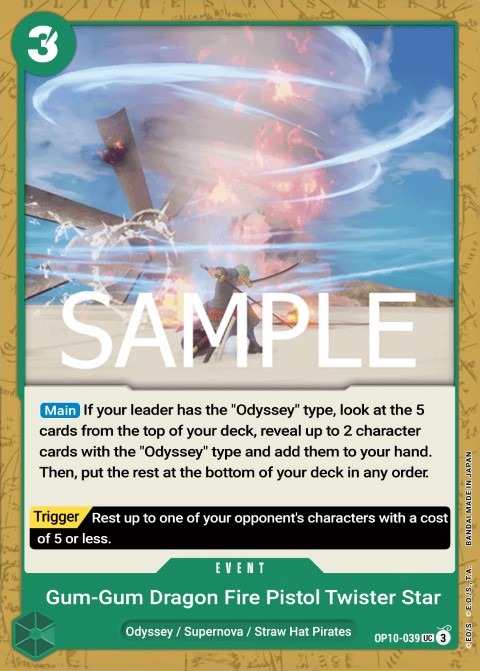 3
SAMPLE
Main If your leader has the "Odyssey" type, look at the 5
cards from the top of your deck, reveal up to 2 character
cards with the "Odyssey" type and add them to your hand.
Then, put the rest at the bottom of your deck in any order.
Trigger Rest up to one of your opponent's characters with a cost
of 5 or less.
EVENT
Gum-Gum Dragon Fire Pistol Twister Star
Odyssey / Supernova / Straw Hat Pirates
OP10-039 UC 3
©E.O./S. ©E.O./S., T.A. BANDAI MADE IN JAPAN